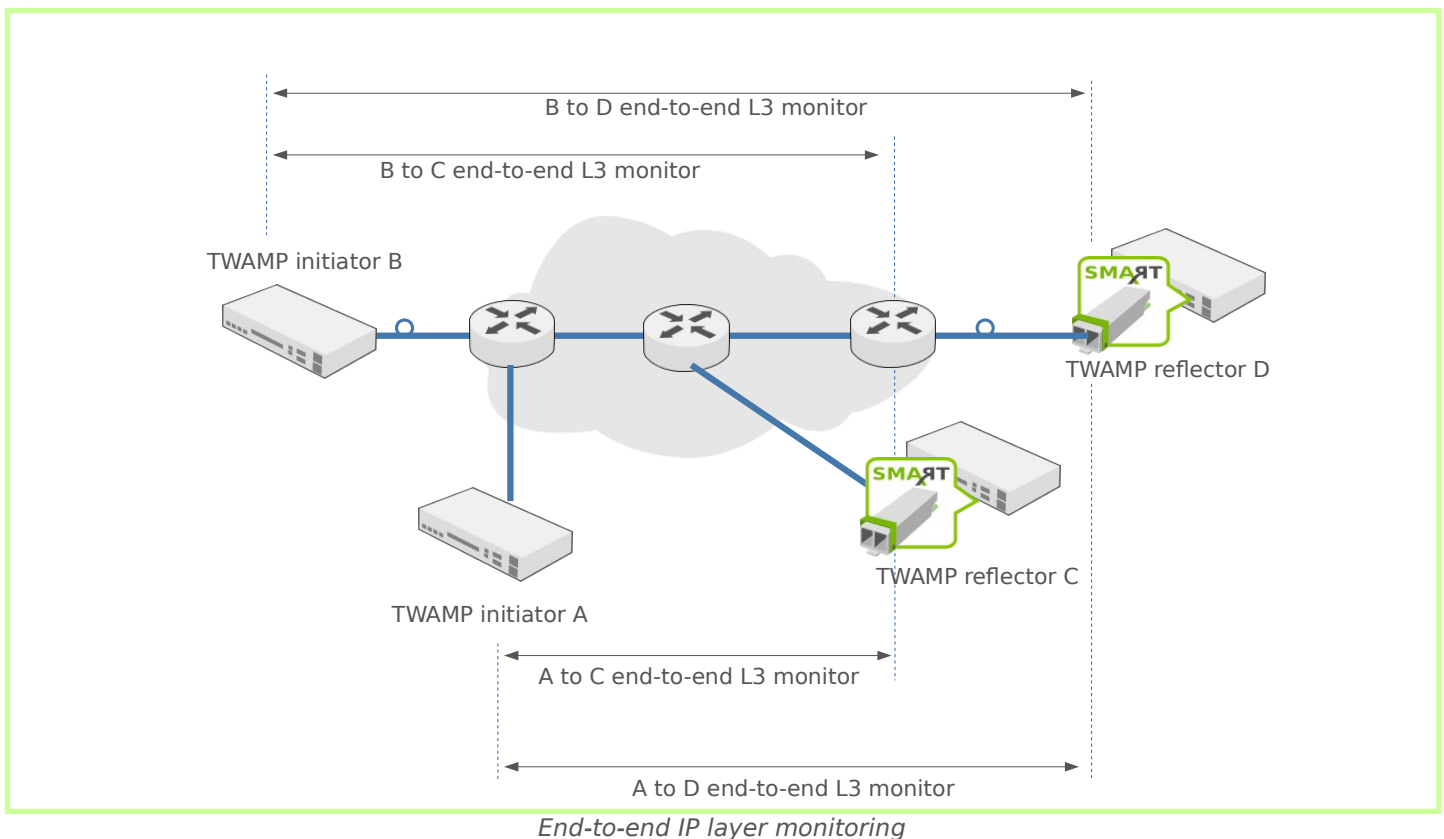 B to D end-to-end L3 monitor
B to C end-to-end L3 monitor
TWAMP initiator B
SMART
TWAMP reflector D
SMART
TWAMP reflector C
TWAMP initiator A
A to C end-to-end L3 monitor
A to D end-to-end L3 monitor
End-to-end IP layer monitoring